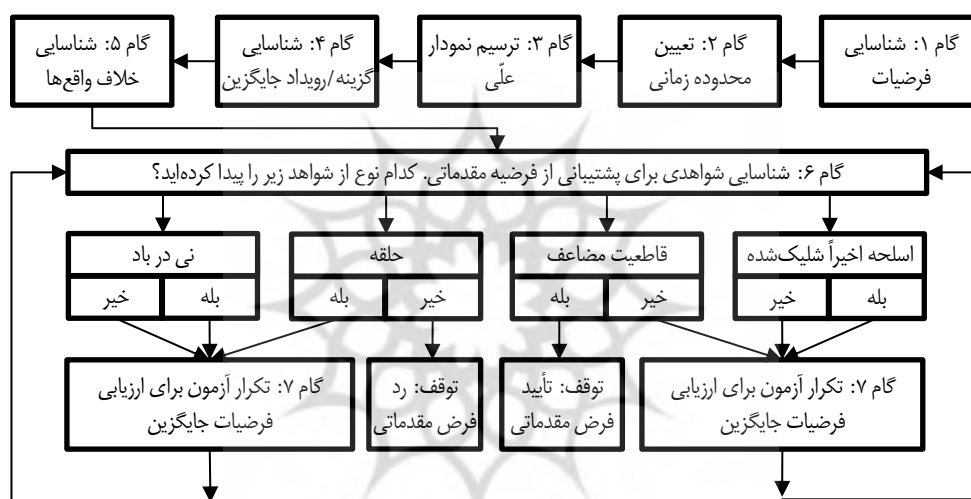 گام ۱: شناسایی
فرضیات
گام ۲: تعیین
محدوده زمانی
گام ۳: ترسیم نمودار
علّی
گام ۴: شناسایی
گزینه/رویداد جایگزین
گام ۵: شناسایی
خلاف واقع‌ها
گام ۶: شناسایی شواهدی برای پشتیبانی از فرضیه مقدماتی. کدام نوع از شواهد زیر را پیدا کرده‌اید؟
اسلحه اخیراً شلیک‌شده
بله
خیر
قاطعیت مضاعف
خیر
بله
حلقه
خیر
بله
نی در باد
بله
خیر
گام ۷: تکرار آزمون برای ارزیابی
فرضیات جایگزین
توقف: تأیید
فرض مقدماتی
توقف: رد
فرض مقدماتی
گام ۷: تکرار آزمون برای ارزیابی
فرضیات جایگزین